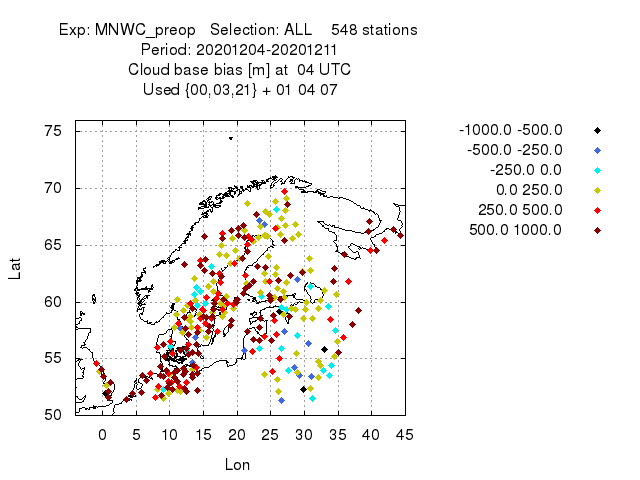 Exp: MNWC_preop Selection: ALL 548 stations
Period: 20201204-20201211
Cloud base bias [m] at 04 UTC
Used {00,03,21} + 01 04 07
-1000.0 -500.0
-500.0 -250.0
-250.0 0.0
0.0 250.0
250.0 500.0
500.0 1000.0
75
70
65
60
55
50
Lat
0 5 10 15 20 25 30 35 40 45
Lon